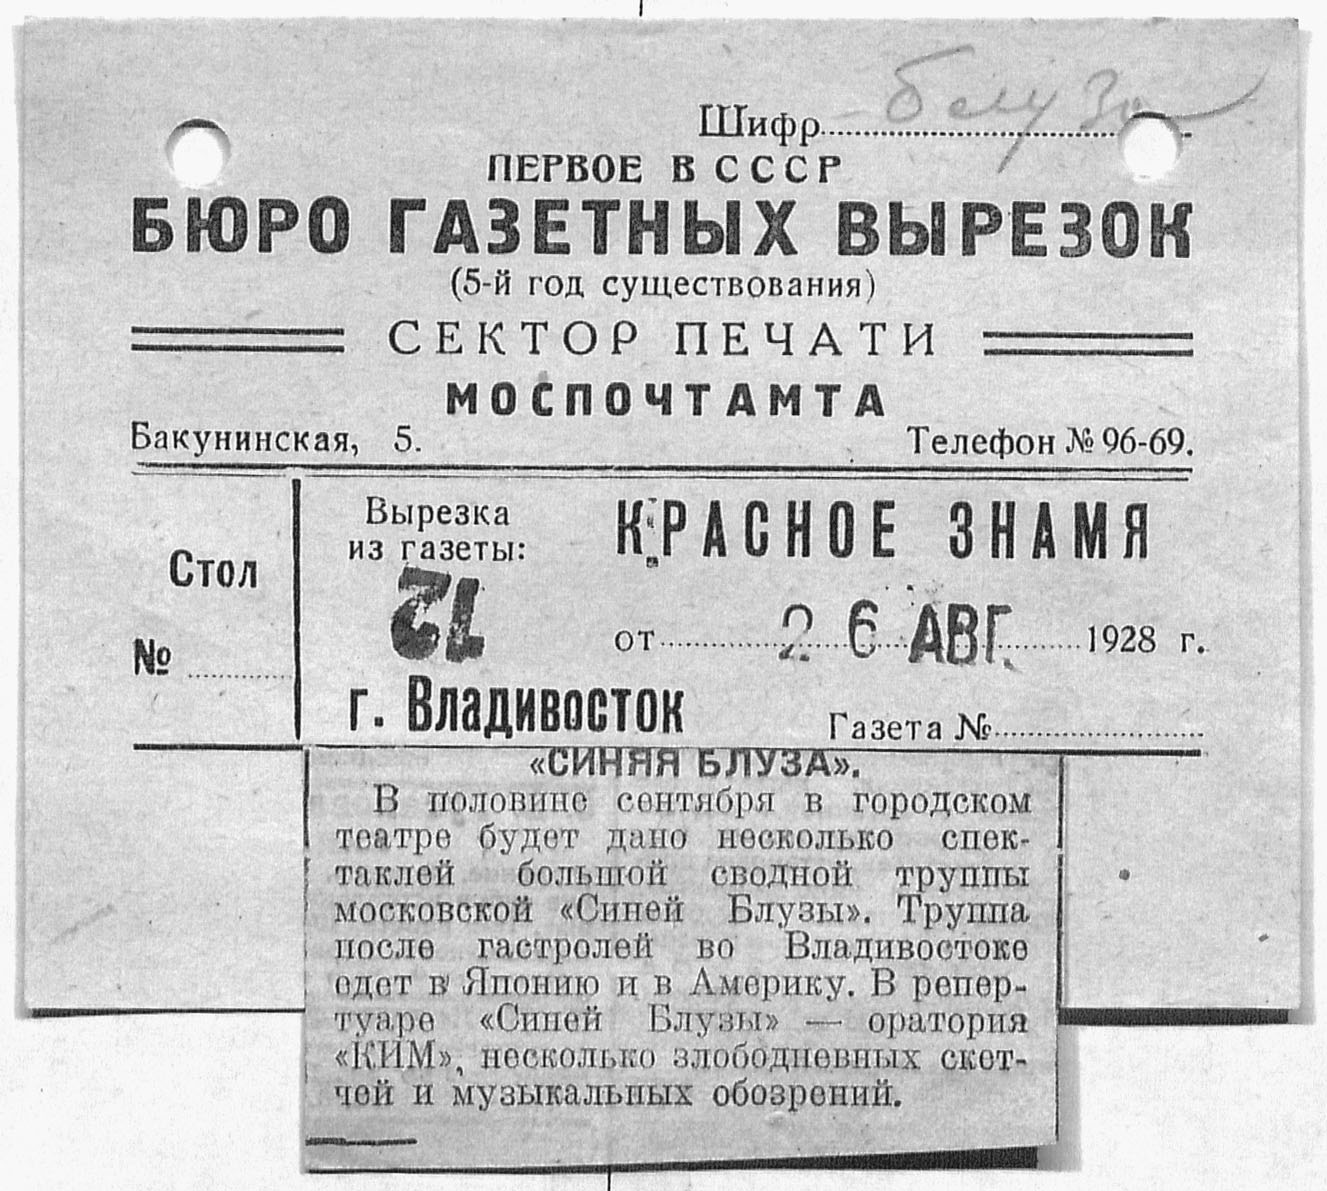 Шифр
ПЕРВОЕ В СССР
БЮРО ГАЗЕТНЫХ ВЫРЕЗОК
(5-й год существования)
СЕКТОР ПЕЧАТИ
МОСПОЧТАМТА
Бакунинская, 5. Телефон № 96-69.
Вырезка
из газеты:
КРАСНОЕ ЗНАМЯ
Стол
№
72
от 26 АВГ. 1928 г.
г. Владивосток
Газета №
«СИНЯЯ БЛУЗА».
В половине сентября в городском
театре будет дано несколько спек-
таклей большой сводной труппы
московской «Синей Блузы». Труппа
после гастролей во Владивостоке
едет в Японию и в Америку. В репер-
туаре «Синей Блузы» — оратория
«КИМ», несколько злободневных скет-
чей и музыкальных обозрений.